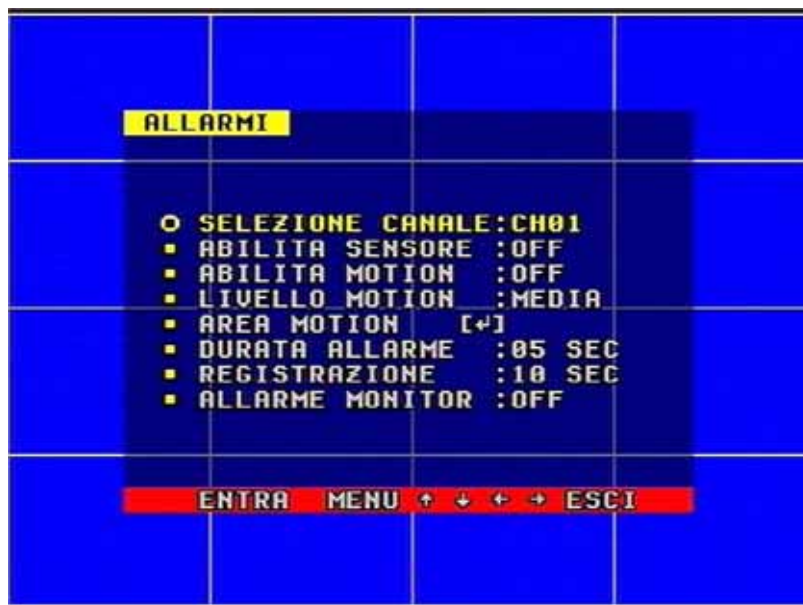 ALLARMI
SELEZIONE CANALE:CH01
ABILITA SENSORE :OFF
ABILITA MOTION :OFF
LIVELLO MOTION :MEDIA
AREA MOTION [↵]
DURATA ALLARME :05 SEC
REGISTRAZIONE :10 SEC
ALLARME MONITOR :OFF
ENTRA MENU ↑ ↓ ← → ESCI